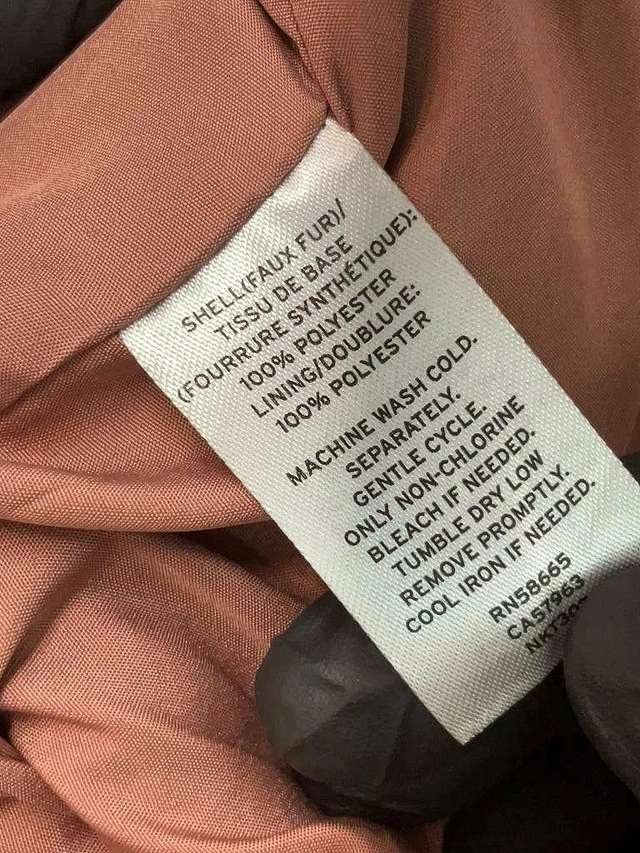 SHELL(FAUX FUR)/
TISSU DE BASE
(FOURRURE SYNTHÉTIQUE):
100% POLYESTER
LINING/DOUBLURE:
100% POLYESTER
MACHINE WASH COLD.
SEPARATELY.
GENTLE CYCLE.
ONLY NON-CHLORINE
BLEACH IF NEEDED.
TUMBLE DRY LOW
REMOVE PROMPTLY.
COOL IRON IF NEEDED.
RN58665
CA57963